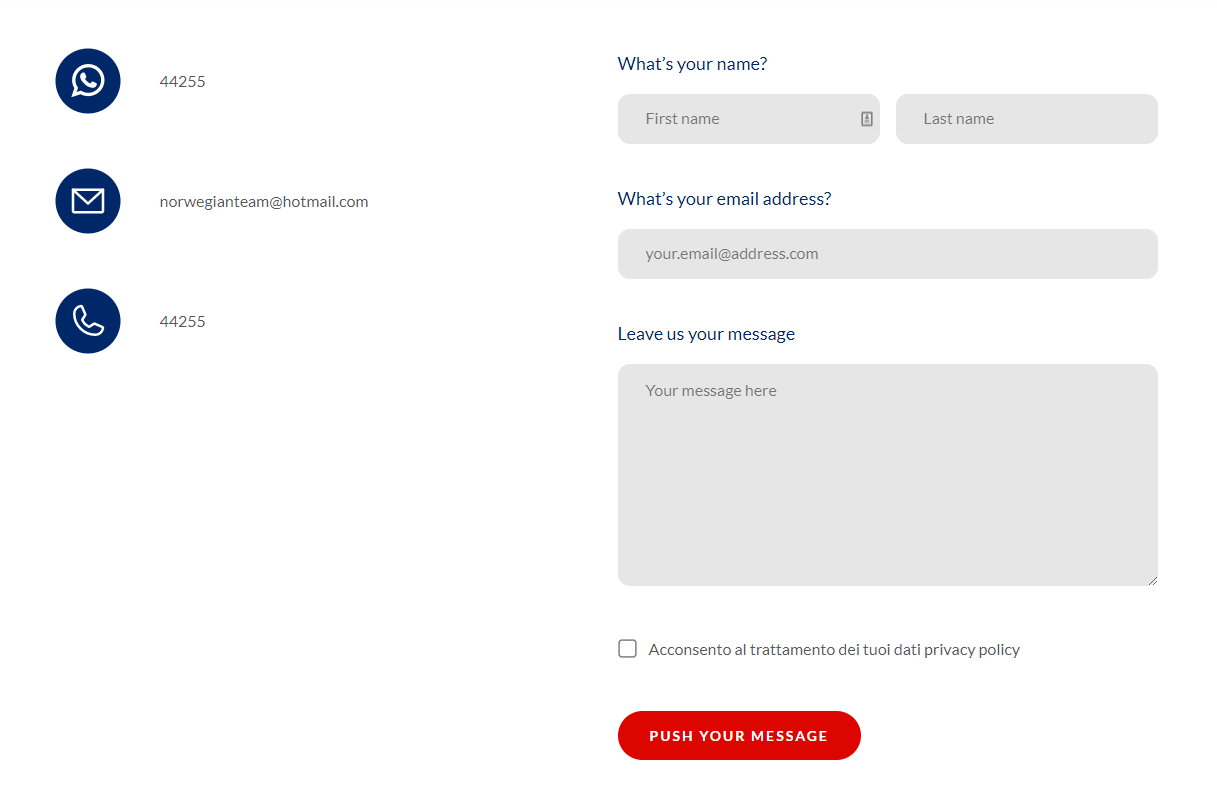 44255
norwegianteam@hotmail.com
44255
What’s your name?
First name
Last name
What’s your email address?
your.email@address.com
Leave us your message
Your message here
Acconsento al trattamento dei tuoi dati privacy policy
PUSH YOUR MESSAGE